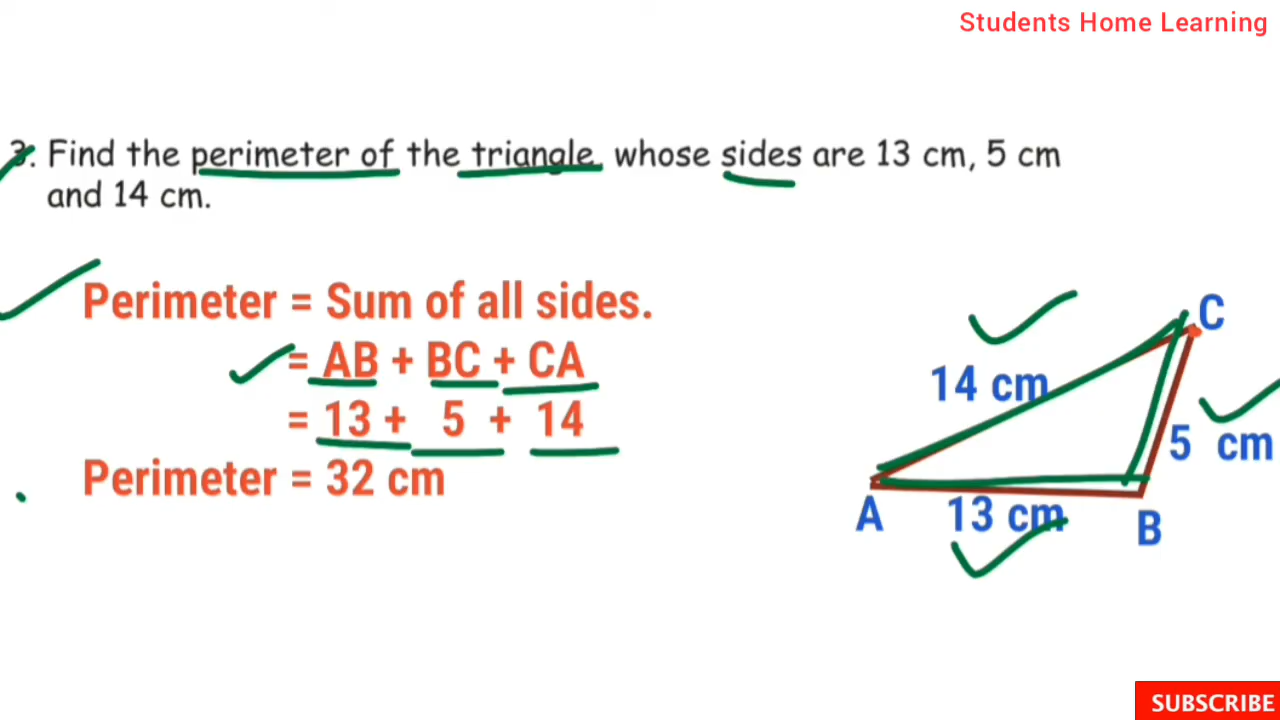 Students Home Learning
3. Find the perimeter of the triangle, whose sides are 13 cm, 5 cm
and 14 cm.
Perimeter = Sum of all sides.
= AB + BC + CA
= 13 + 5 + 14
Perimeter = 32 cm
C
14 cm
5 cm
A
13 cm
B
SUBSCRIBE